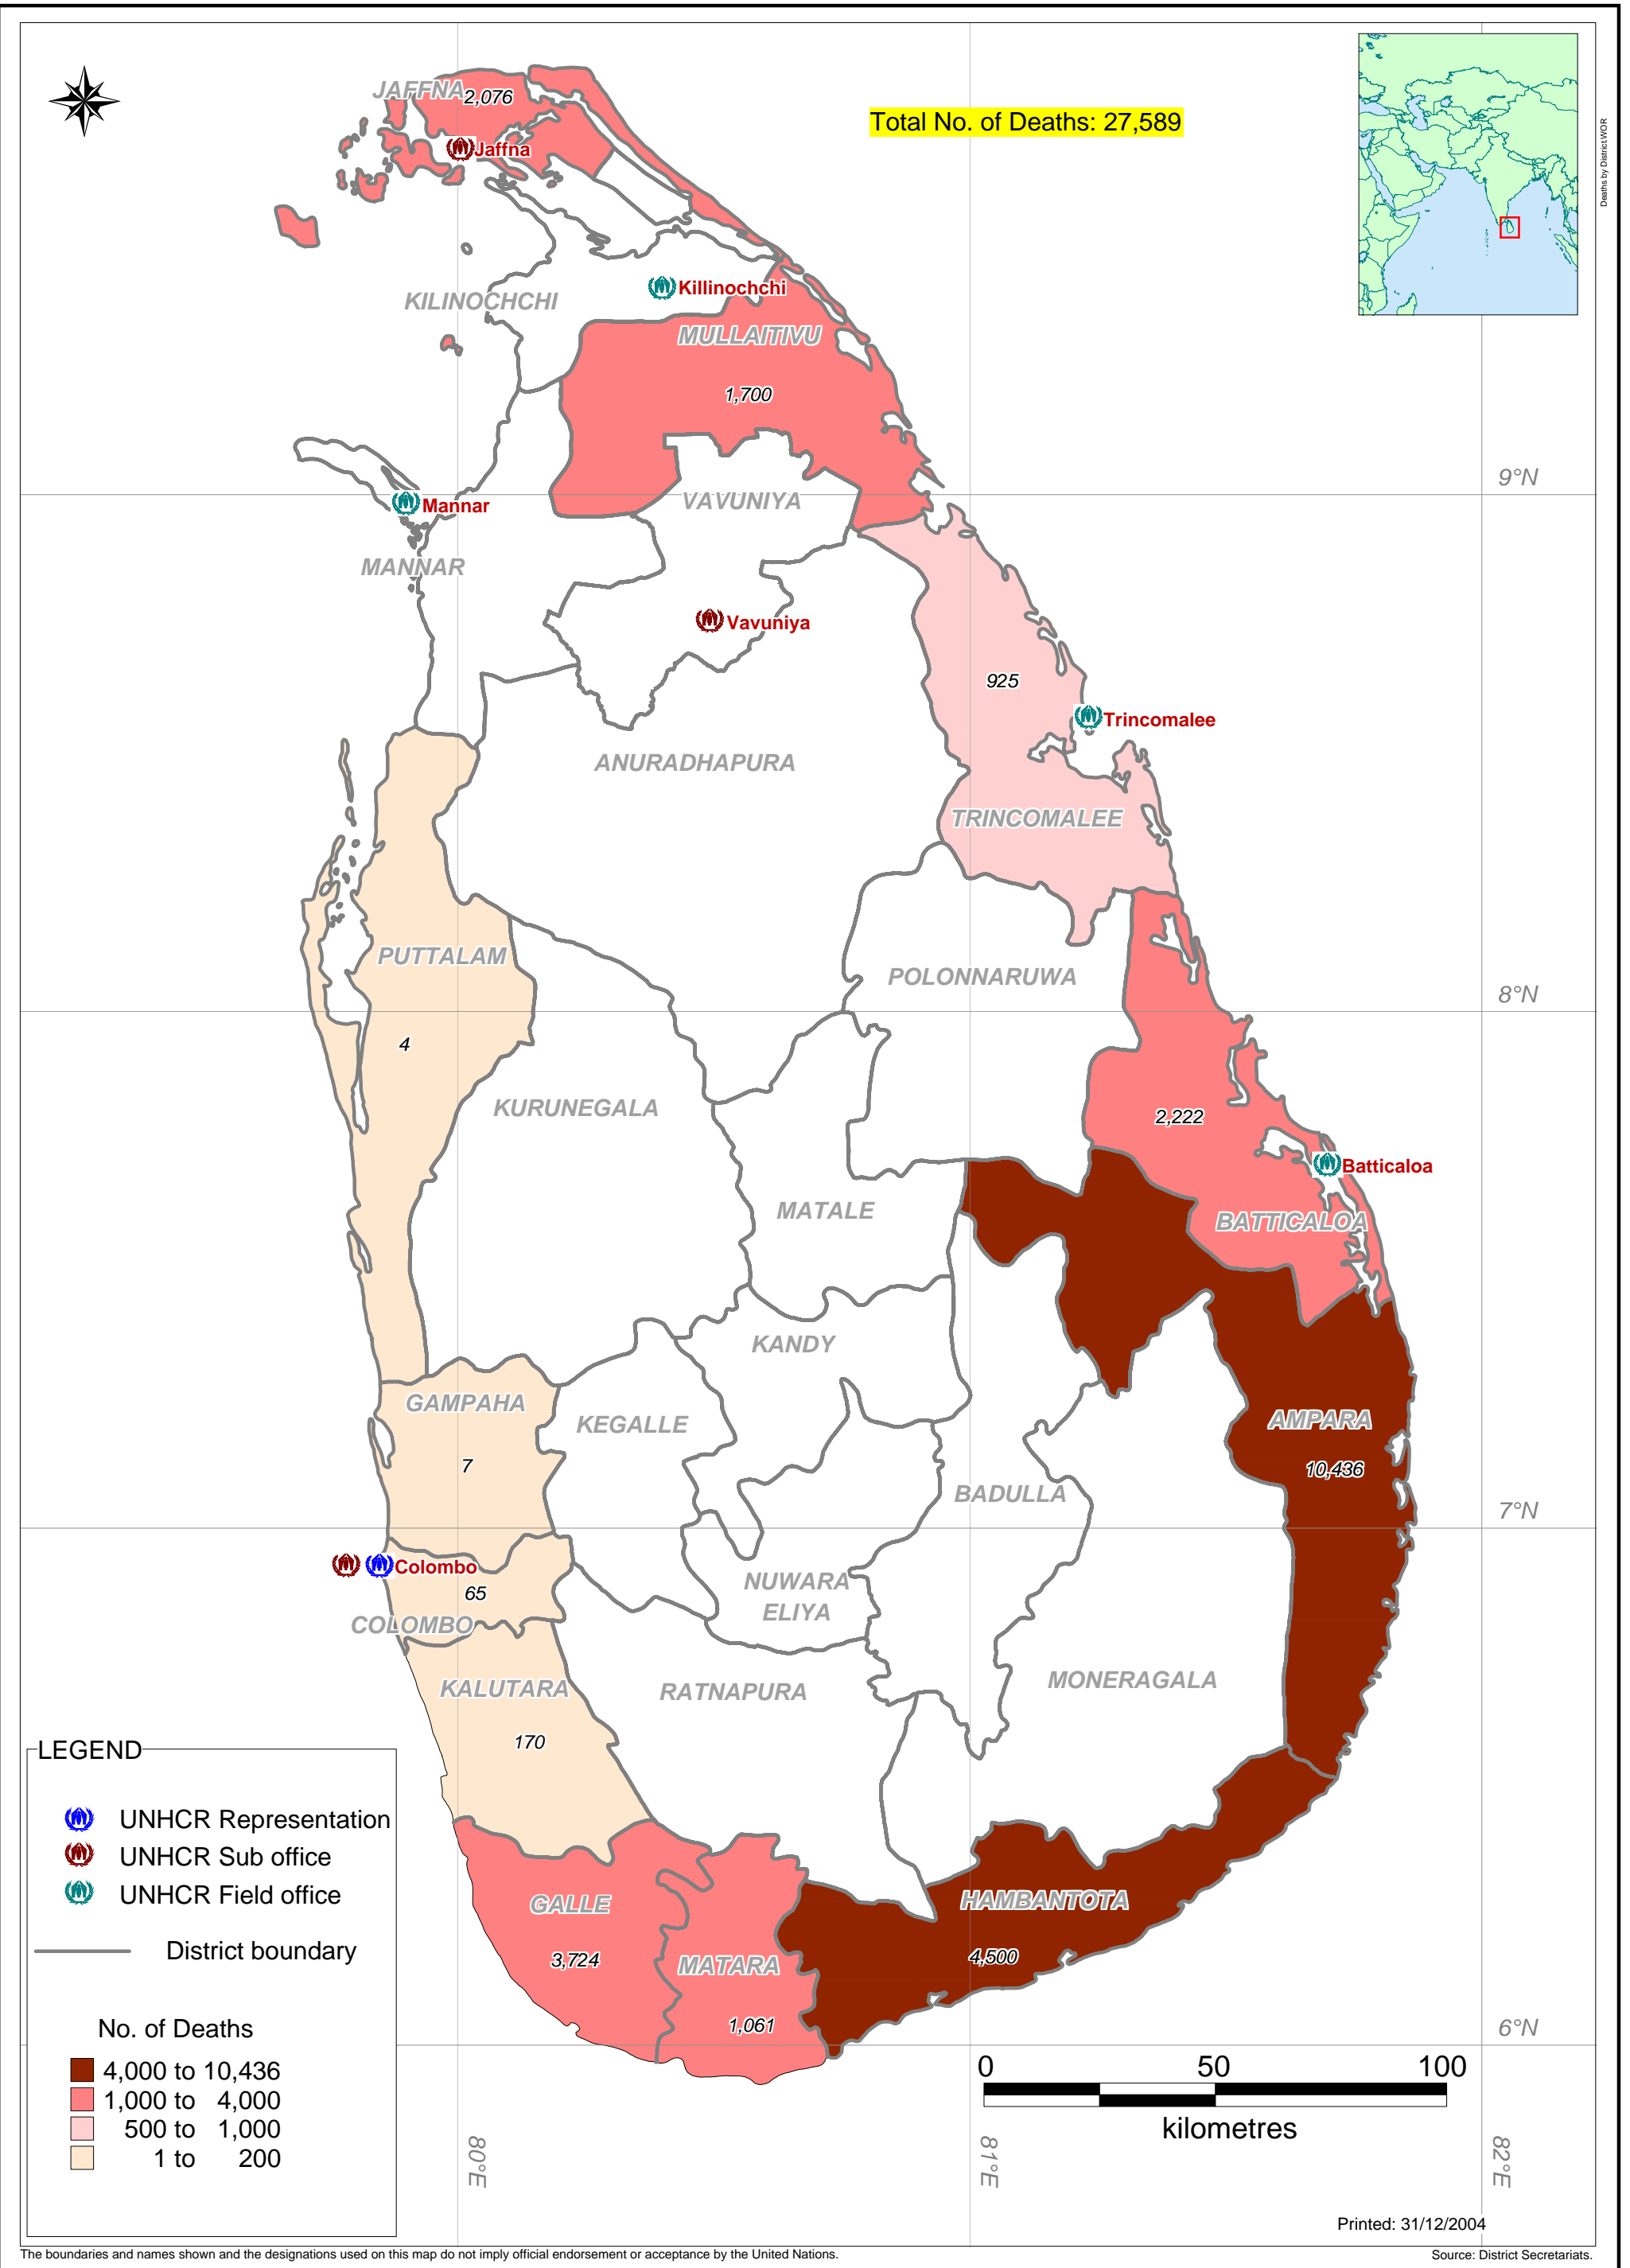 JAFFNA
2,076
Total No. of Deaths: 27,589
Deaths by District.WOR
Jaffna
Killinochchi
KILINOCHCHI
MULLAITIVU
1,700
9°N
VAVUNIYA
Mannar
MANNAR
Vavuniya
925
Trincomalee
ANURADHAPURA
TRINCOMALEE
PUTTALAM
POLONNARUWA
8°N
4
KURUNEGALA
2,222
Batticaloa
MATALE
BATTICALOA
KANDY
GAMPAHA
KEGALLE
AMPARA
7
10,436
BADULLA
7°N
Colombo
65
NUWARA
ELIYA
COLOMBO
KALUTARA
RATNAPURA
MONERAGALA
170
LEGEND
UNHCR Representation
UNHCR Sub office
UNHCR Field office
District boundary
GALLE
HAMBANTOTA
3,724
MATARA
4,500
1,061
6°N
No. of Deaths
4,000 to 10,436
1,000 to 4,000
500 to 1,000
1 to 200
0 50 100
kilometres
80°E
81°E
82°E
Printed: 31/12/2004
The boundaries and names shown and the designations used on this map do not imply official endorsement or acceptance by the United Nations.
Source: District Secretariats.